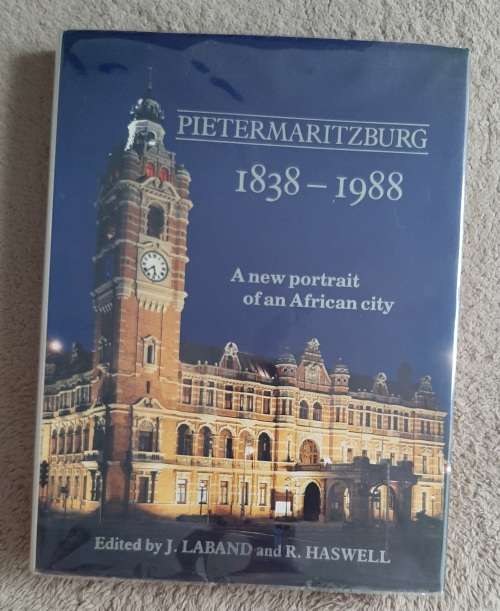 PIETERMARITZBURG
1838 – 1988
A new portrait
of an African city
Edited by J. LABAND and R. HASWELL